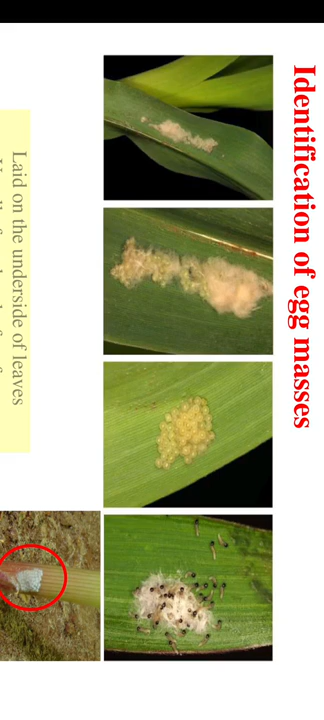 Identification of egg masses
Laid on the underside of leaves